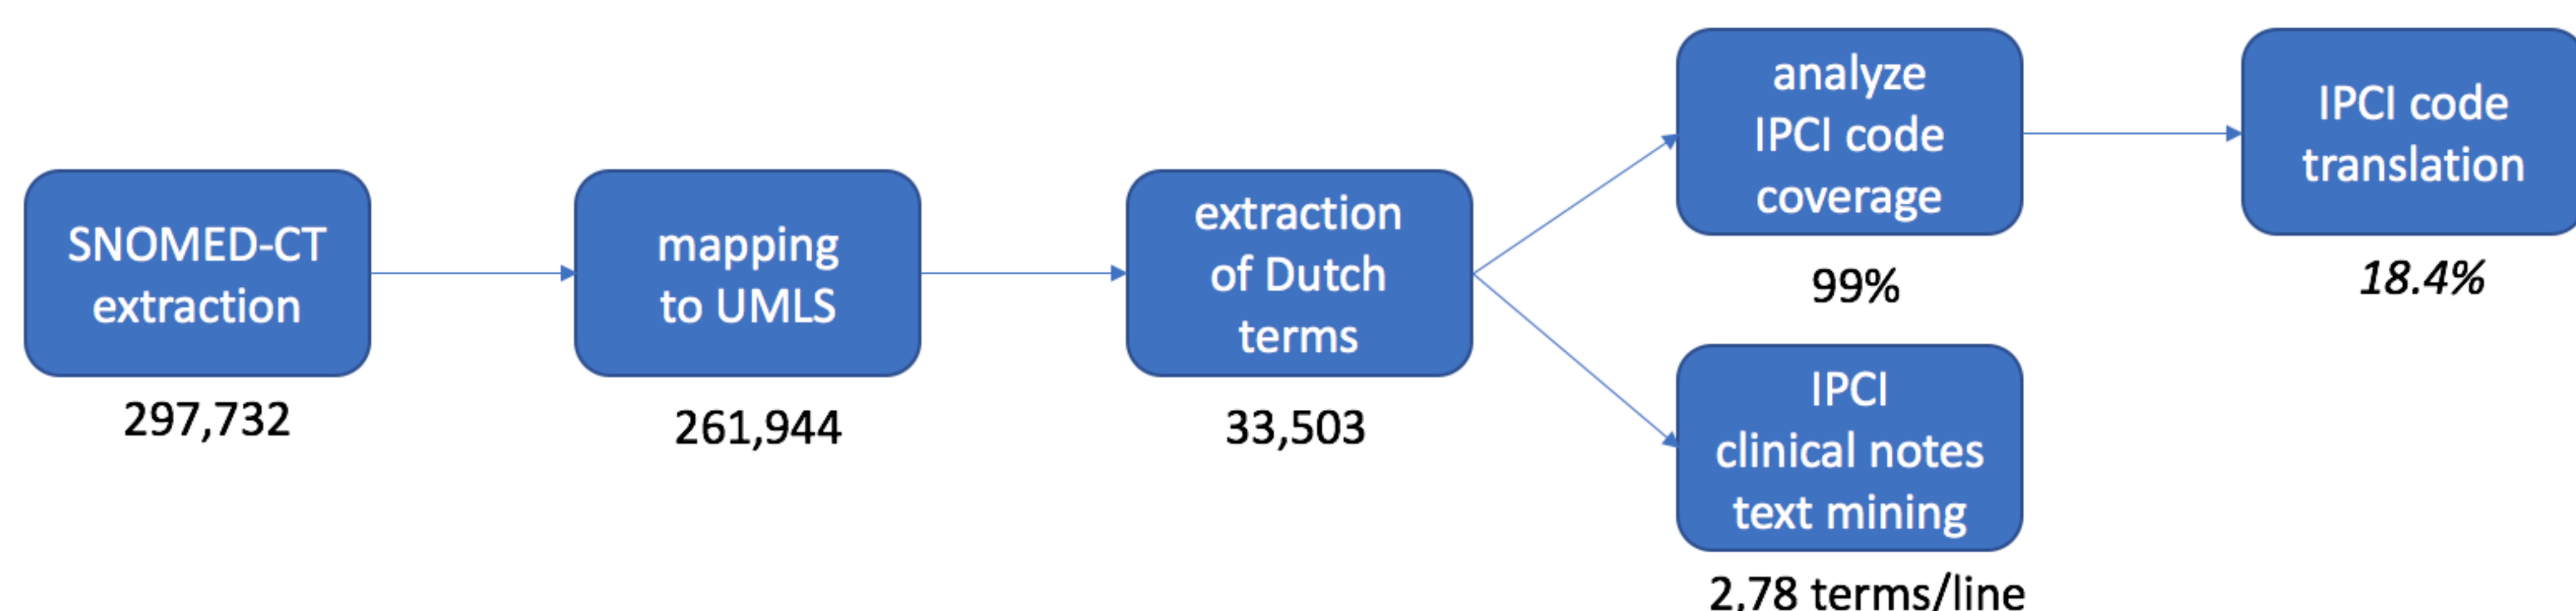 SNOMED-CT
extraction
297,732
mapping
to UMLS
261,944
extraction
of Dutch
terms
33,503
analyze
IPCI code
coverage
99%
IPCI code
translation
18.4%
IPCI
clinical notes
text mining
2,78 terms/line